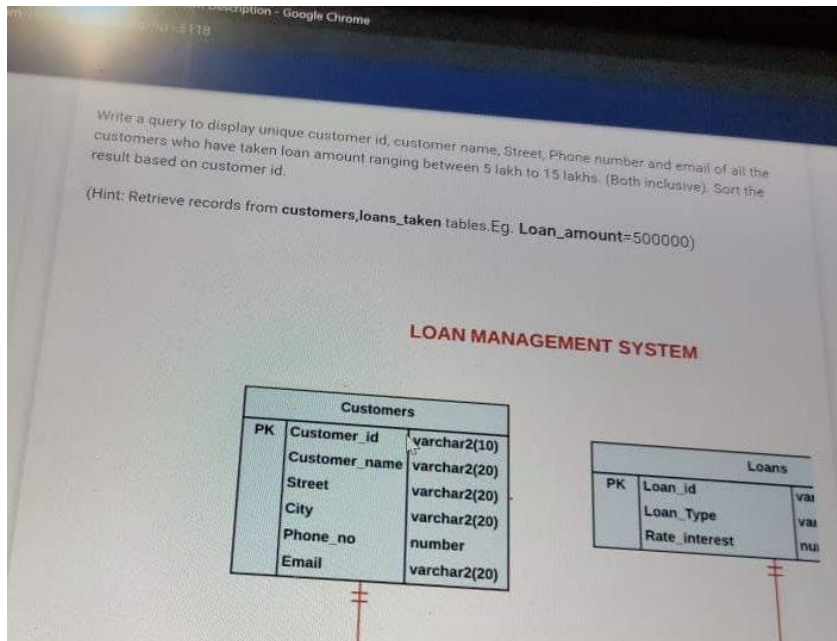 Description - Google Chrome
Write a query to display unique customer id, customer name, Street, Phone number and email of all the
customers who have taken loan amount ranging between 5 lakh to 15 lakhs. (Both inclusive). Sort the
result based on customer id.
(Hint: Retrieve records from customers,loans_taken tables.Eg. Loan_amount=500000)
LOAN MANAGEMENT SYSTEM
Customers
PK Customer_id varchar2(10)
Customer_name varchar2(20)
Street varchar2(20)
City varchar2(20)
Phone_no number
Email varchar2(20)
Loans
PK Loan_id
Loan_Type
Rate_interest